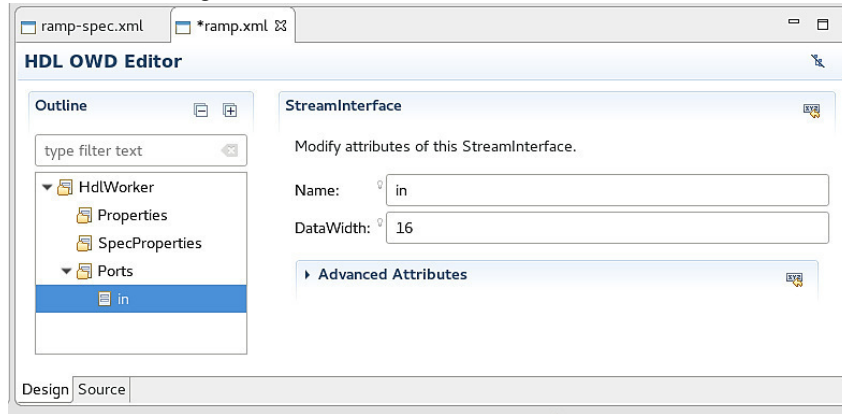 ramp-spec.xml
*ramp.xml
HDL OWD Editor
Outline
type filter text
HdlWorker
Properties
SpecProperties
Ports
in
StreamInterface
Modify attributes of this StreamInterface.
Name: in
DataWidth: 16
Advanced Attributes
Design Source